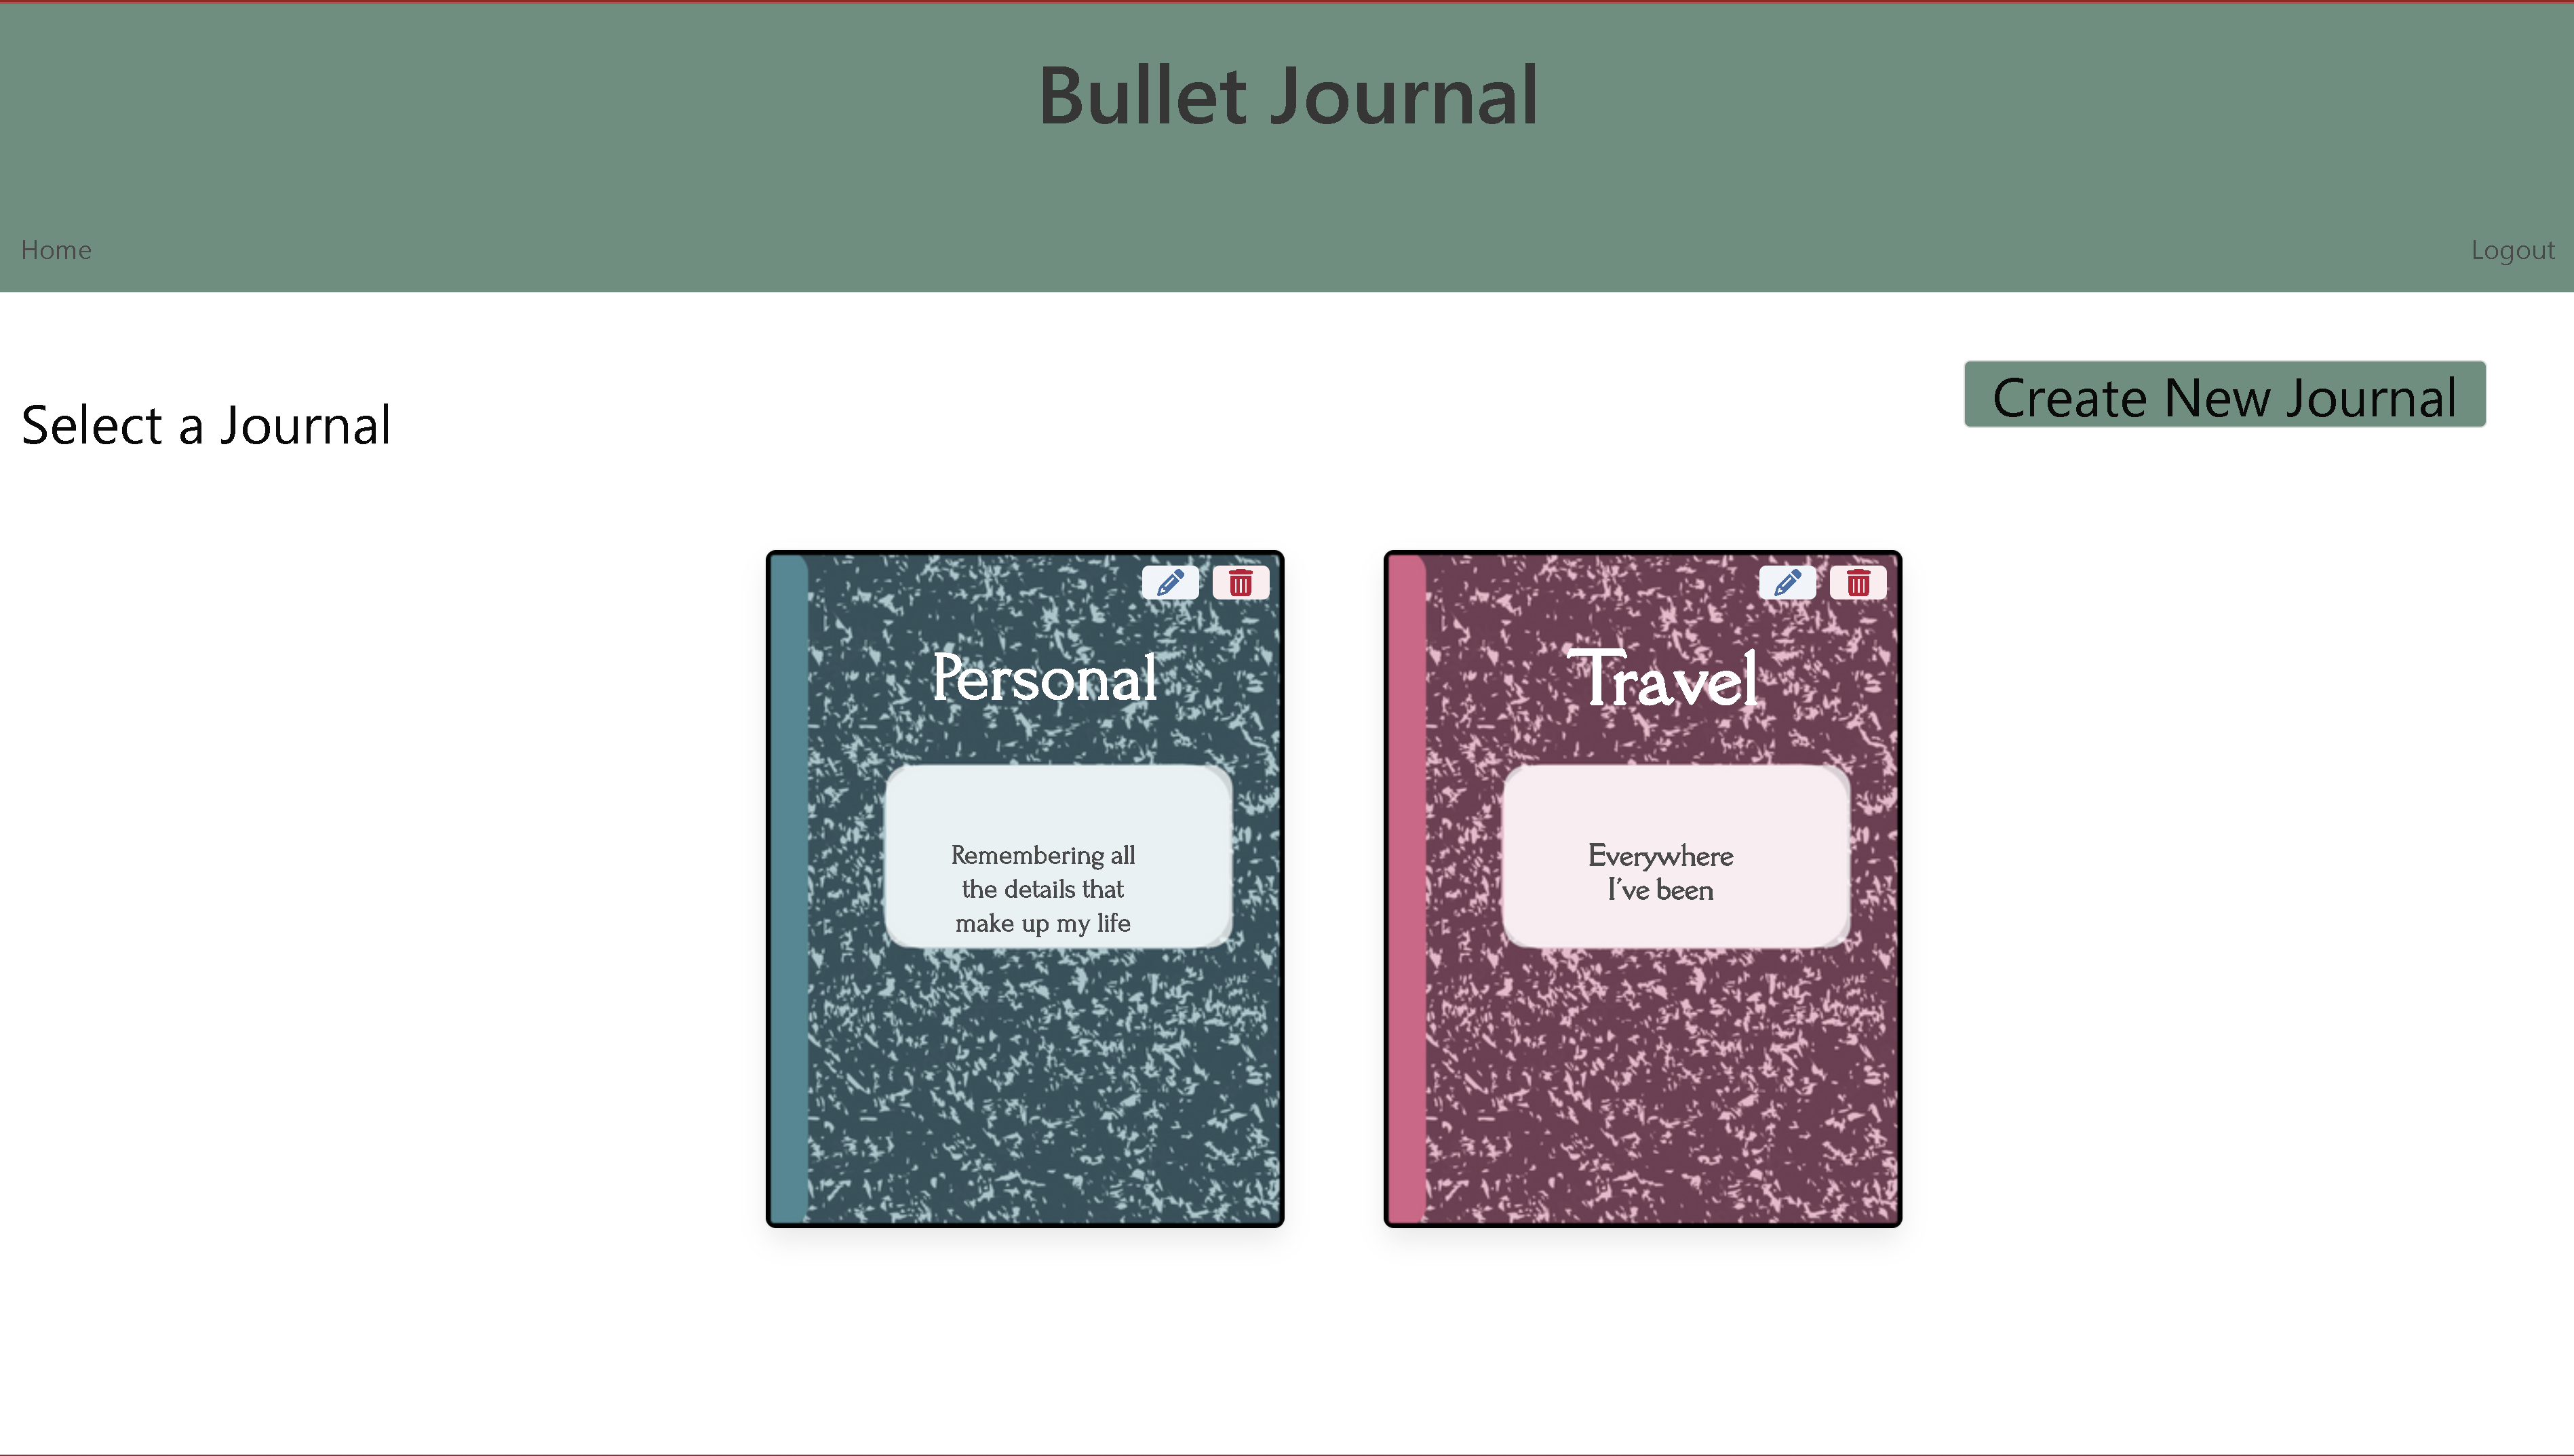 Bullet Journal
Home
Logout
Create New Journal
Select a Journal
Personal
Remembering all
the details that
make up my life
Travel
Everywhere
I've been